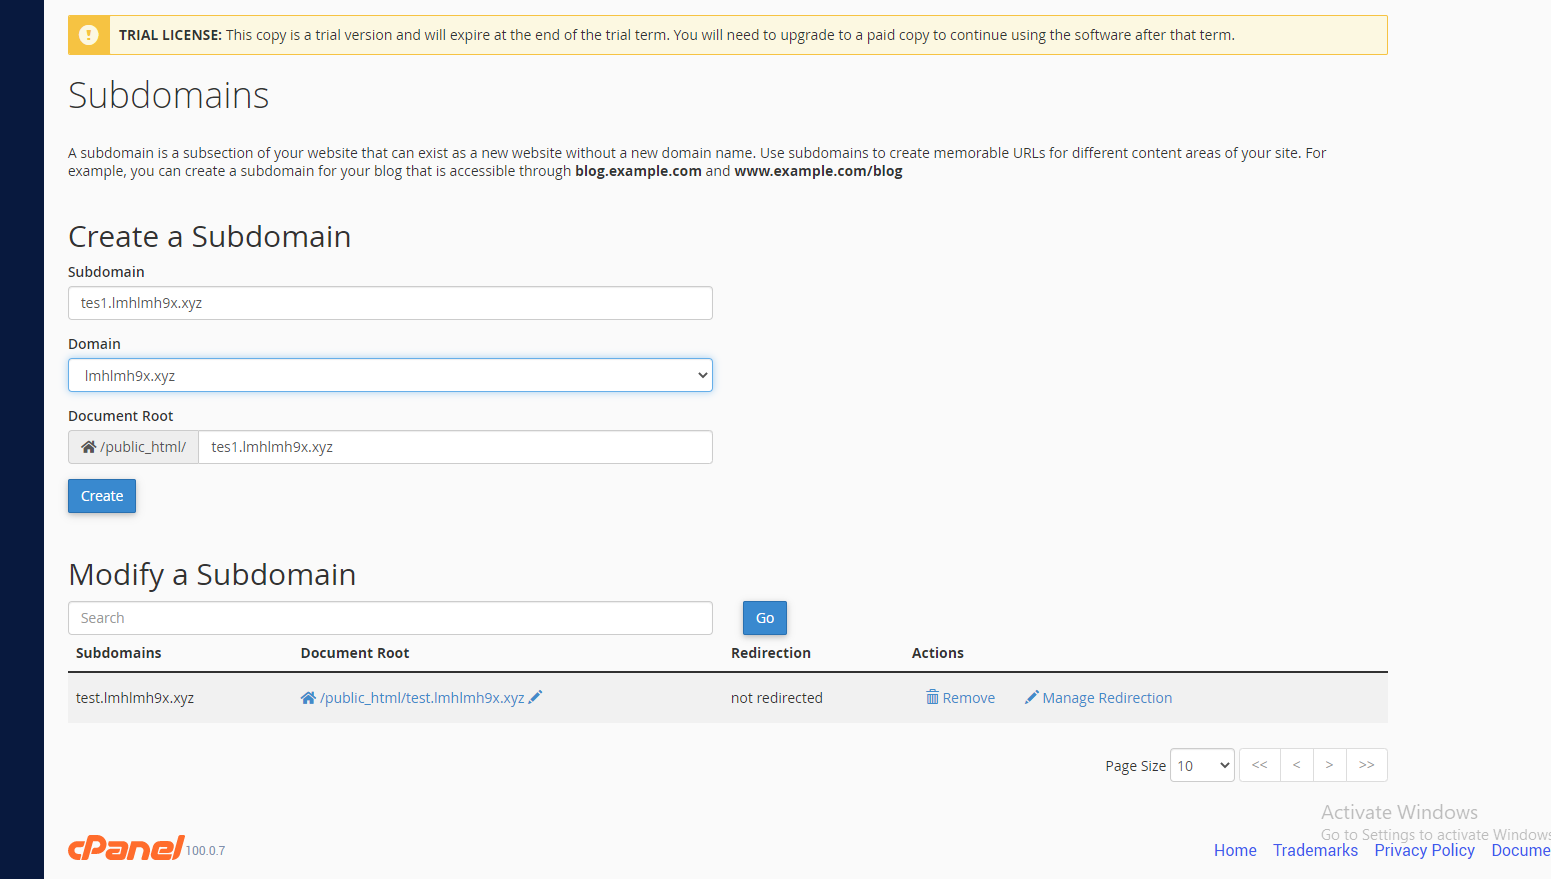 TRIAL LICENSE: This copy is a trial version and will expire at the end of the trial term. You will need to upgrade to a paid copy to continue using the software after that term.
Subdomains
A subdomain is a subsection of your website that can exist as a new website without a new domain name. Use subdomains to create memorable URLs for different content areas of your site. For
example, you can create a subdomain for your blog that is accessible through blog.example.com and www.example.com/blog
Create a Subdomain
Subdomain
tes1.lmhlmh9x.xyz
Domain
lmhlmh9x.xyz
Document Root
/public_html/ tes1.lmhlmh9x.xyz
Create
Modify a Subdomain
Search Go
Subdomains Document Root Redirection Actions
test.lmhlmh9x.xyz /public_html/test.lmhlmh9x.xyz not redirected Remove Manage Redirection
Page Size 10 << < > >>
Activate Windows
Go to Settings to activate Windows
cPanel 100.0.7
Home Trademarks Privacy Policy Docume